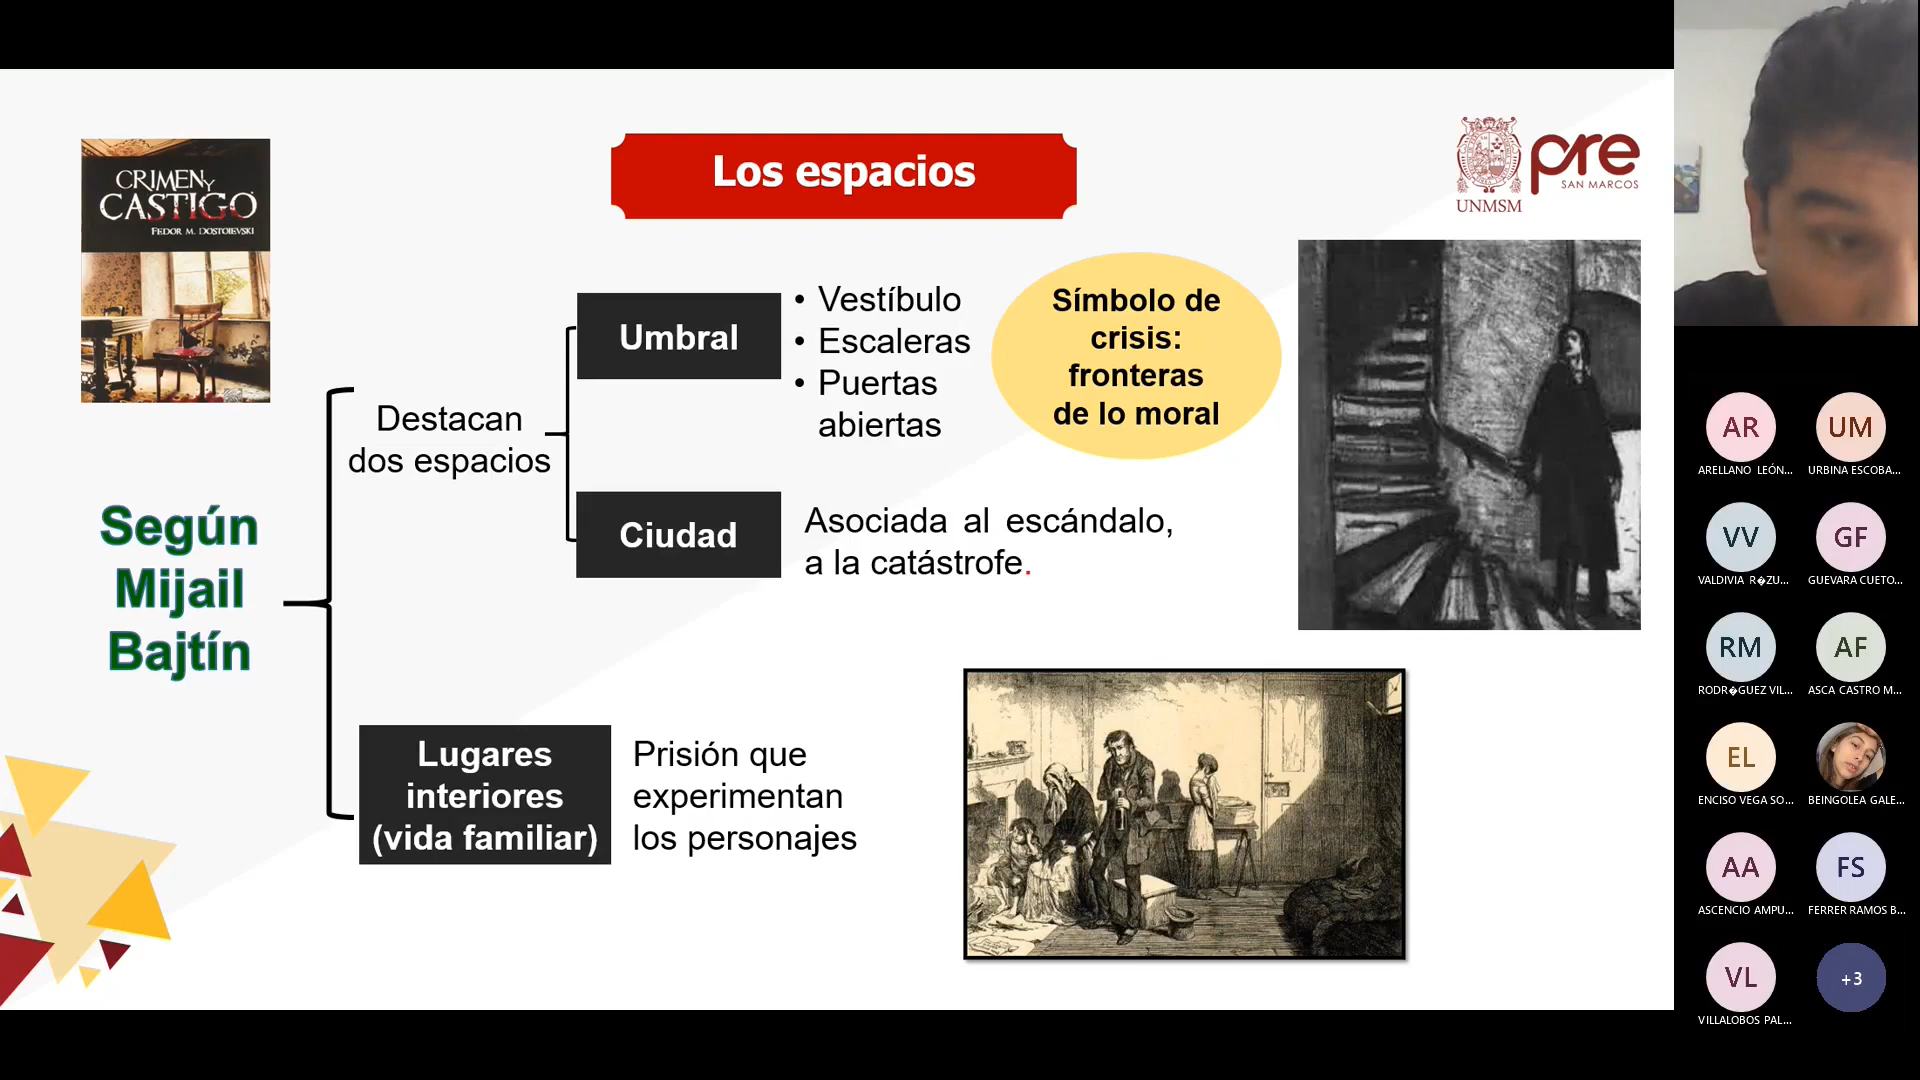 CRIMEN Y
CASTIGO
FEDOR M. DOSTOIEVSKI
Los espacios
UNMSM
pre
SAN MARCOS
Según
Mijail
Bajtín
Destacan
dos espacios
Umbral
• Vestíbulo
• Escaleras
• Puertas
abiertas
Símbolo de
crisis:
fronteras
de lo moral
Ciudad
Asociada al escándalo,
a la catástrofe.
Lugares
interiores
(vida familiar)
Prisión que
experimentan
los personajes
AR
ARELLANO LEÓN...
UM
URBINA ESCOBA...
VV
VALDIVIA R�ZU...
GF
GUEVARA CUETO...
RM
RODR�GUEZ VIL...
AF
ASCA CASTRO M...
EL
ENCISO VEGA SO...
BEINGOLEA GALE...
AA
ASCENCIO AMPU...
FS
FERRER RAMOS B...
VL
VILLALOBOS PAL...
+3